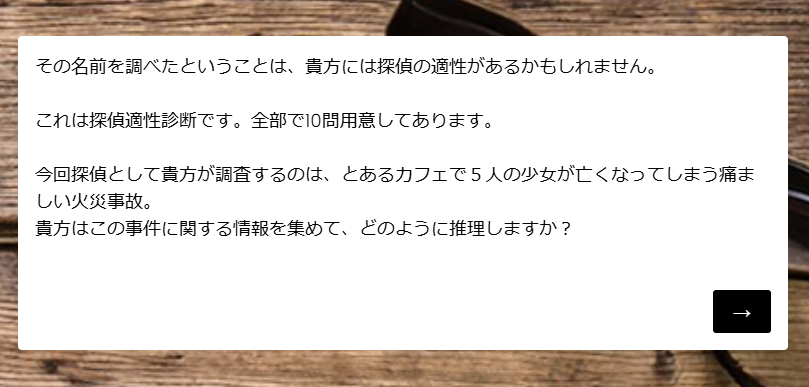 その名前を調べたということは、貴方には探偵の適性があるかもしれません。
これは探偵適性診断です。全部で10問用意してあります。
今回探偵として貴方が調査するのは、とあるカフェで５人の少女が亡くなってしまう痛ま
しい火災事故。
貴方はこの事件に関する情報を集めて、どのように推理しますか？
→